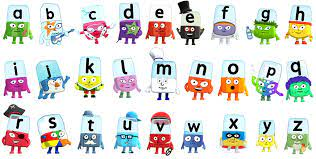 a b c d e f g h
i j k l m n o p q
r s t u v w x y z